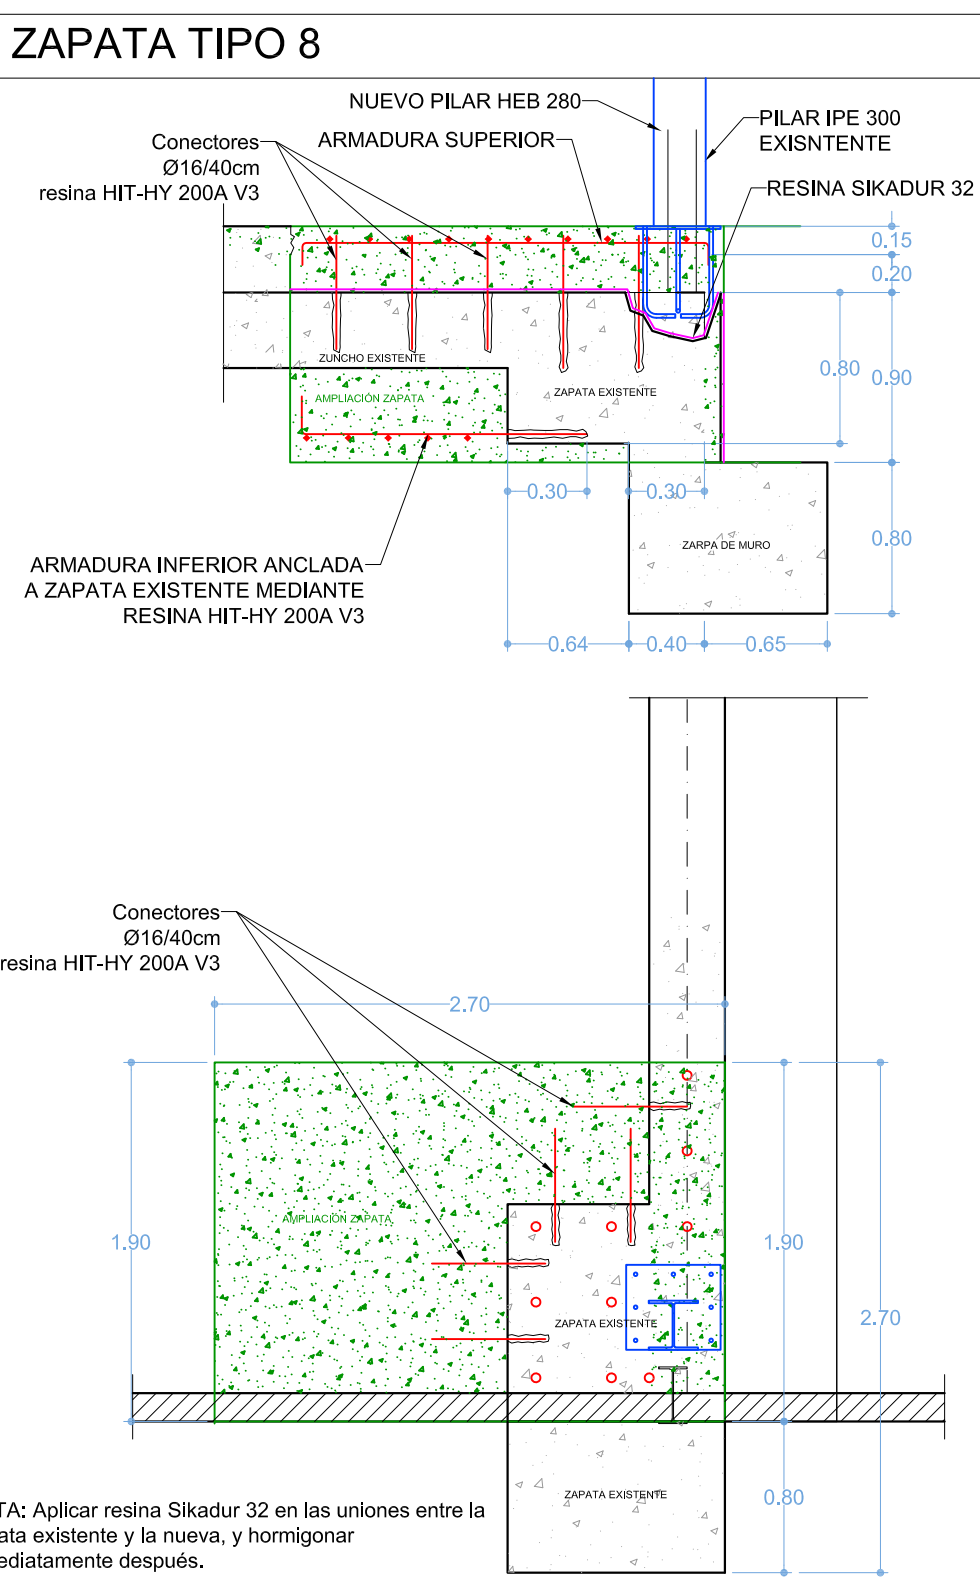 ZAPATA TIPO 8
NUEVO PILAR HEB 280
PILAR IPE 300
EXISNTENTE
Conectores
Ø16/40cm
resina HIT-HY 200A V3
ARMADURA SUPERIOR
RESINA SIKADUR 32
0.15
0.20
ZUNCHO EXISTENTE
0.80
0.90
AMPLIACIÓN ZAPATA
ZAPATA EXISTENTE
0.30
0.30
ZARPA DE MURO
0.80
ARMADURA INFERIOR ANCLADA
A ZAPATA EXISTENTE MEDIANTE
RESINA HIT-HY 200A V3
0.64
0.40
0.65
Conectores
Ø16/40cm
resina HIT-HY 200A V3
2.70
AMPLIACIÓN ZAPATA
1.90
1.90
2.70
ZAPATA EXISTENTE
ZAPATA EXISTENTE
0.80
TA: Aplicar resina Sikadur 32 en las uniones entre la
ata existente y la nueva, y hormigonar
ediatamente después.